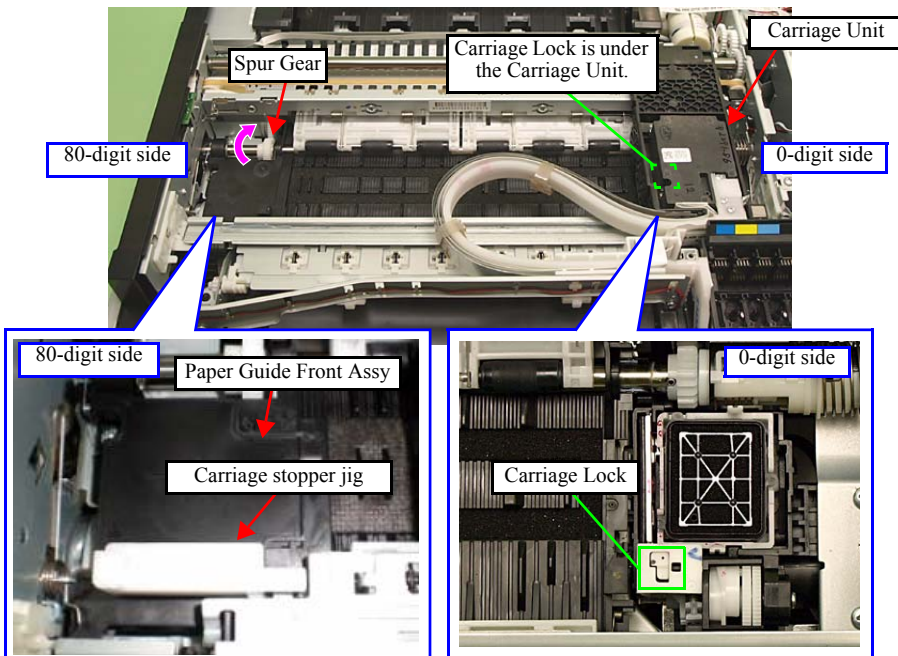 Carriage Unit
Carriage Lock is under
the Carriage Unit.
Spur Gear
80-digit side
0-digit side
80-digit side
Paper Guide Front Assy
Carriage stopper jig
0-digit side
Carriage Lock